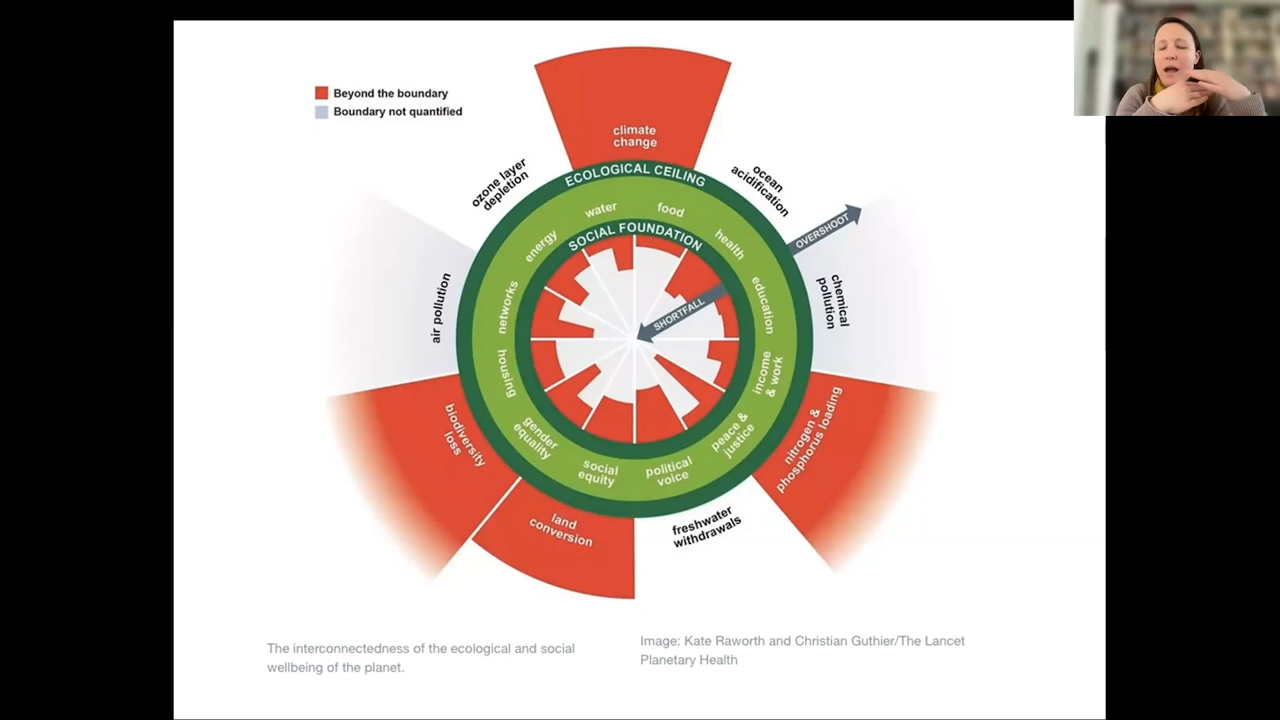 Beyond the boundary
Boundary not quantified
climate
change
ECOLOGICAL CEILING
ozone layer
depletion
ocean
acidification
water
food
energy
health
SOCIAL FOUNDATION
OVERSHOOT
SHORTFALL
air pollution
networks
education
chemical
pollution
housing
income
& work
biodiversity
loss
gender
equality
peace &
justice
nitrogen &
phosphorus loading
social
equity
political
voice
land
conversion
freshwater
withdrawals
The interconnectedness of the ecological and social
wellbeing of the planet.
Image: Kate Raworth and Christian Guthier/The Lancet
Planetary Health